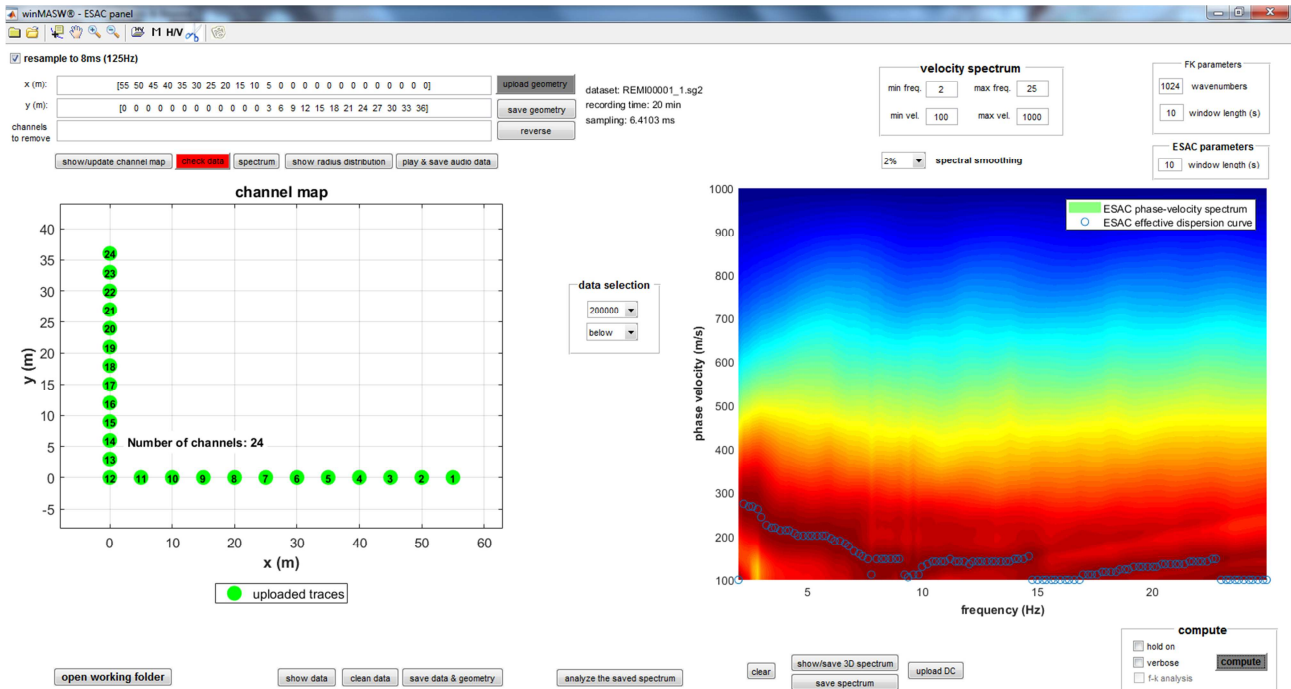 winMASW® - ESAC panel
H/V
resample to 8ms (125Hz)
x (m): [55 50 45 40 35 30 25 20 15 10 5 0 0 0 0 0 0 0 0 0 0 0 0 0] upload geometry
y (m): [0 0 0 0 0 0 0 0 0 0 0 0 3 6 9 12 15 18 21 24 27 30 33 36] save geometry
channels
to remove
reverse
dataset: REMI00001_1.sg2
recording time: 20 min
sampling: 6.4103 ms
show/update channel map check data spectrum show radius distribution play & save audio data
velocity spectrum
min freq. 2 max freq. 25
min vel. 100 max vel. 1000
2% spectral smoothing
FK parameters
1024 wavenumbers
10 window length (s)
ESAC parameters
10 window length (s)
channel map
40
35
30
25
20
15
10
5
0
-5
y (m)
24
23
22
21
20
19
18
17
16
15
14
13
12 11 10 9 8 7 6 5 4 3 2 1
Number of channels: 24
0 10 20 30 40 50 60
x (m)
uploaded traces
data selection
200000
below
ESAC phase-velocity spectrum
ESAC effective dispersion curve
1000
900
800
700
600
500
400
300
200
100
phase velocity (m/s)
5 10 15 20
frequency (Hz)
open working folder show data clean data save data & geometry analyze the saved spectrum
clear show/save 3D spectrum upload DC
save spectrum
compute
hold on
verbose compute
f-k analysis